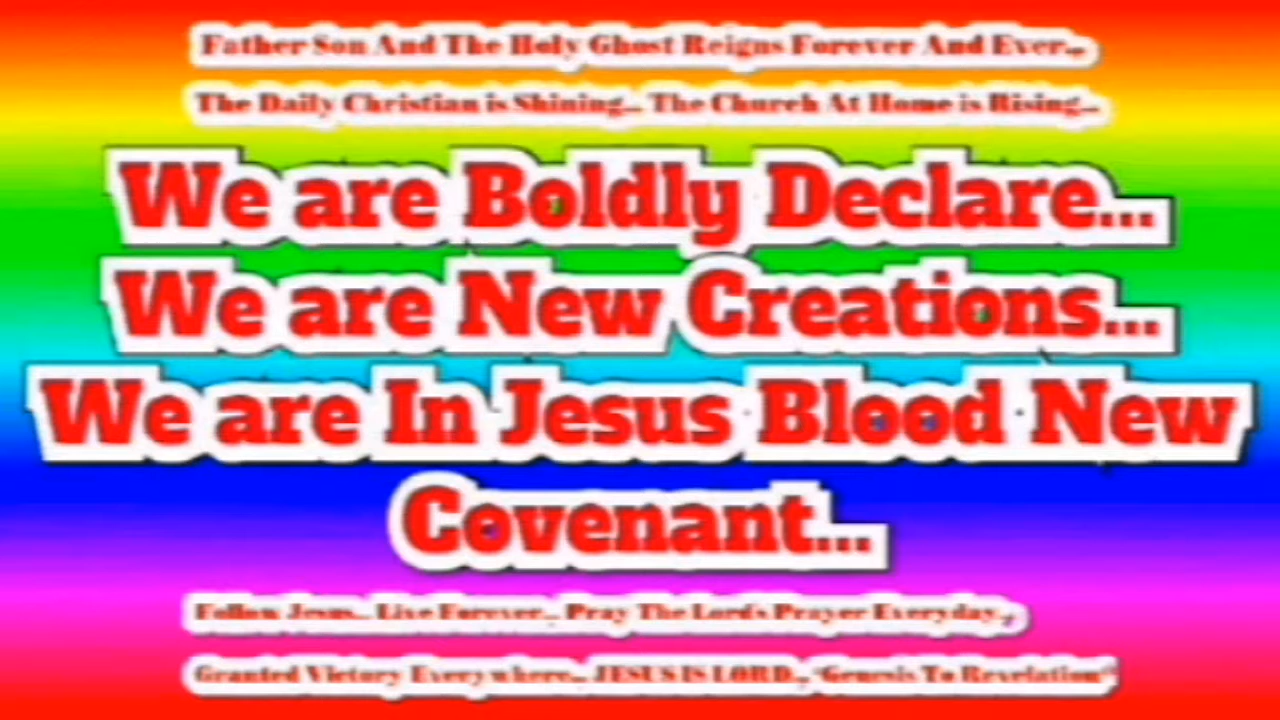 Father Son And The Holy Ghost Reigns Forever And Ever...
The Daily Christian is Shining... The Church At Home is Rising...
We are Boldly Declare...
We are New Creations...
We are In Jesus Blood New
Covenant...
Follow Jesus... Live Forever... Pray The Lord's Prayer Everyday...
Granted Victory Everywhere... JESUS IS LORD... "Genesis To Revelation"